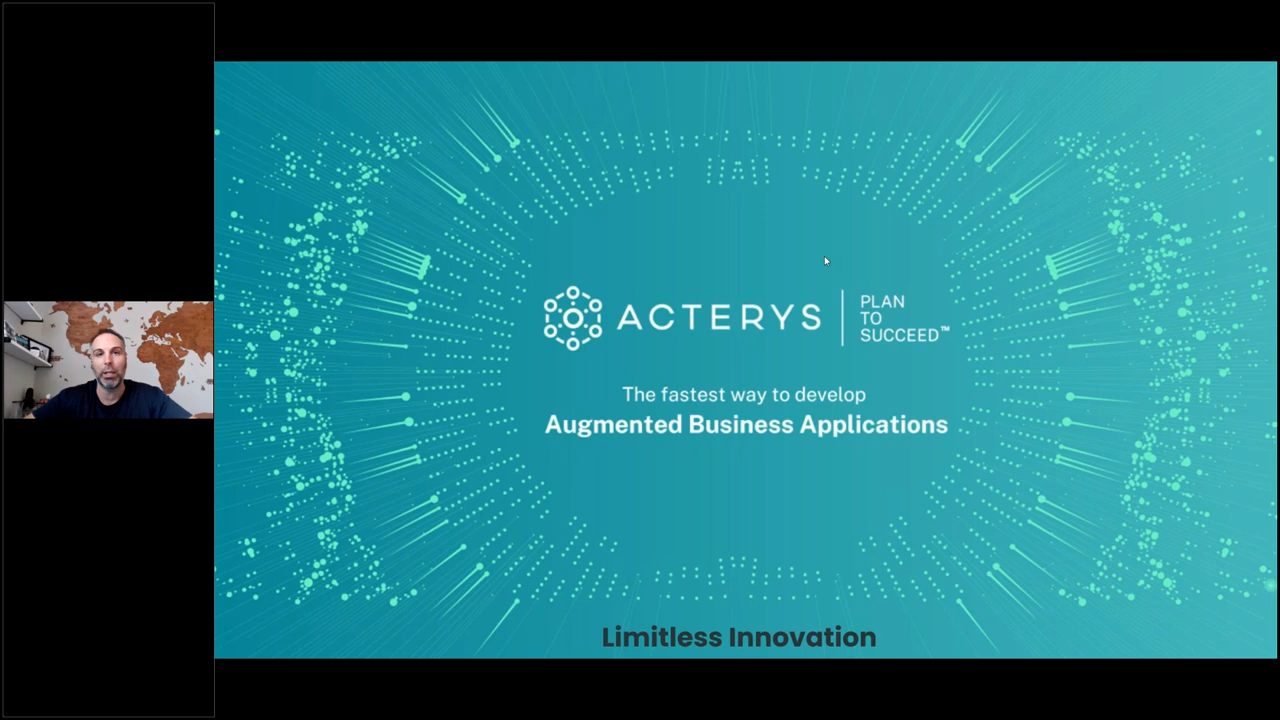 ACTERYS
PLAN
TO
SUCCEED™
The fastest way to develop
Augmented Business Applications
Limitless Innovation